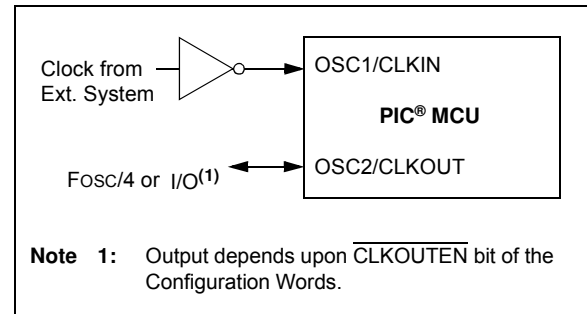 Clock from
Ext. System
OSC1/CLKIN
PIC® MCU
FOSC/4 or I/O(1)
OSC2/CLKOUT
Note 1: Output depends upon CLKOUTEN bit of the
Configuration Words.